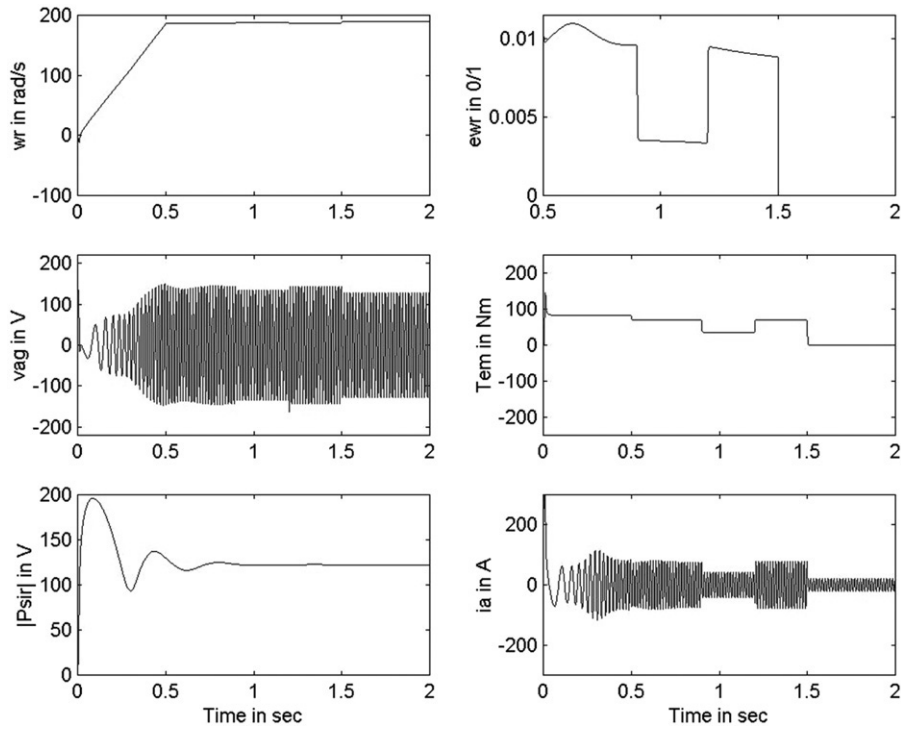 wr in rad/s
200
100
0
-100
0 0.5 1 1.5 2
ewr in 0/1
0.01
0.005
0
0.5 1 1.5 2
vag in V
200
100
0
-100
-200
0 0.5 1 1.5 2
Tem in Nm
200
100
0
-100
-200
0 0.5 1 1.5 2
|Psir| in V
200
150
100
50
0
0 0.5 1 1.5 2
Time in sec
ia in A
200
0
-200
0 0.5 1 1.5 2
Time in sec